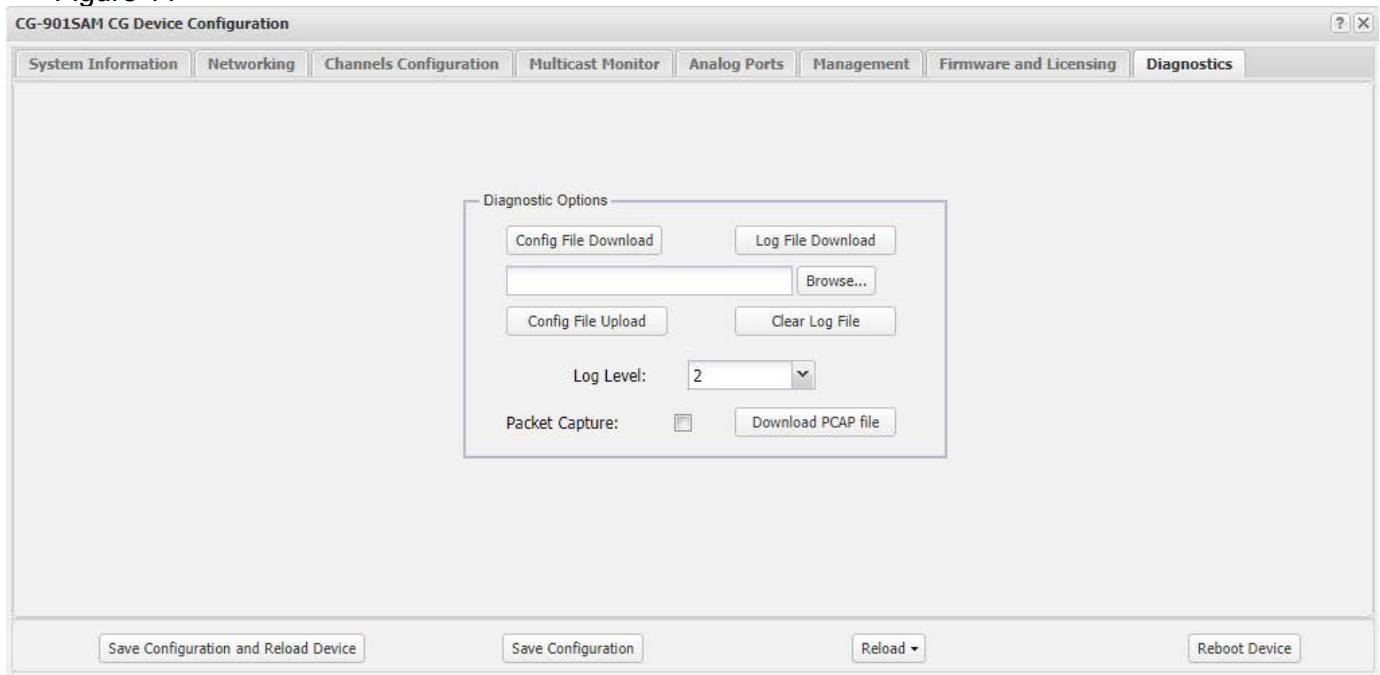 CG-901SAM CG Device Configuration ? X
System Information Networking Channels Configuration Multicast Monitor Analog Ports Management Firmware and Licensing Diagnostics
Diagnostic Options
Config File Download Log File Download
Browse...
Config File Upload Clear Log File
Log Level: 2
Packet Capture: Download PCAP file
Save Configuration and Reload Device Save Configuration Reload Reboot Device